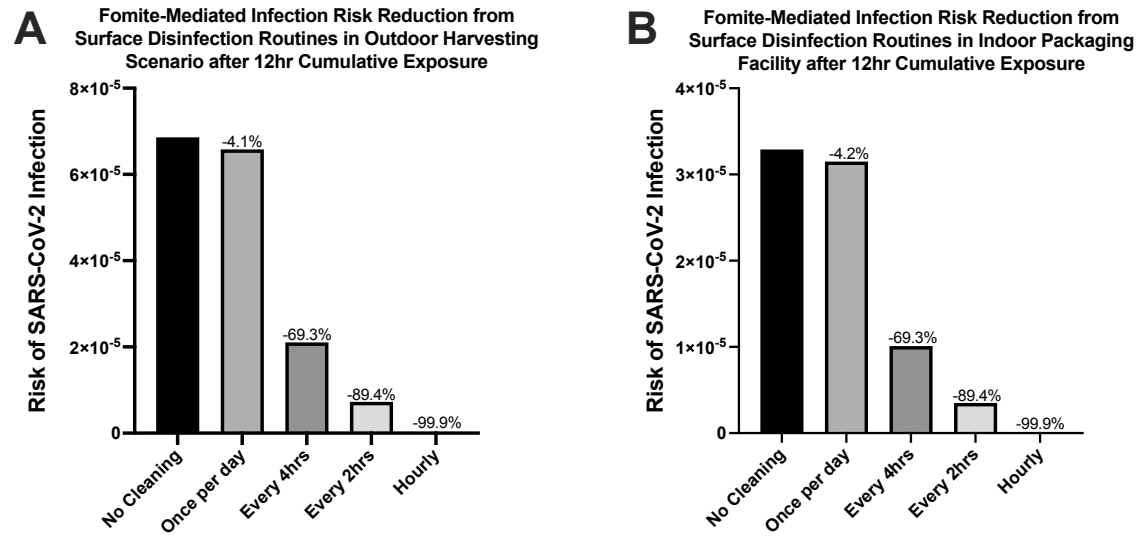 A
Fomite-Mediated Infection Risk Reduction from
Surface Disinfection Routines in Outdoor Harvesting
Scenario after 12hr Cumulative Exposure
Risk of SARS-CoV-2 Infection
8×10⁻⁵
6×10⁻⁵
4×10⁻⁵
2×10⁻⁵
0
-4.1%
-69.3%
-89.4%
-99.9%
No Cleaning
Once per day
Every 4hrs
Every 2hrs
Hourly
B
Fomite-Mediated Infection Risk Reduction from
Surface Disinfection Routines in Indoor Packaging
Facility after 12hr Cumulative Exposure
Risk of SARS-CoV-2 Infection
4×10⁻⁵
3×10⁻⁵
2×10⁻⁵
1×10⁻⁵
0
-4.2%
-69.3%
-89.4%
-99.9%
No Cleaning
Once per day
Every 4hrs
Every 2hrs
Hourly